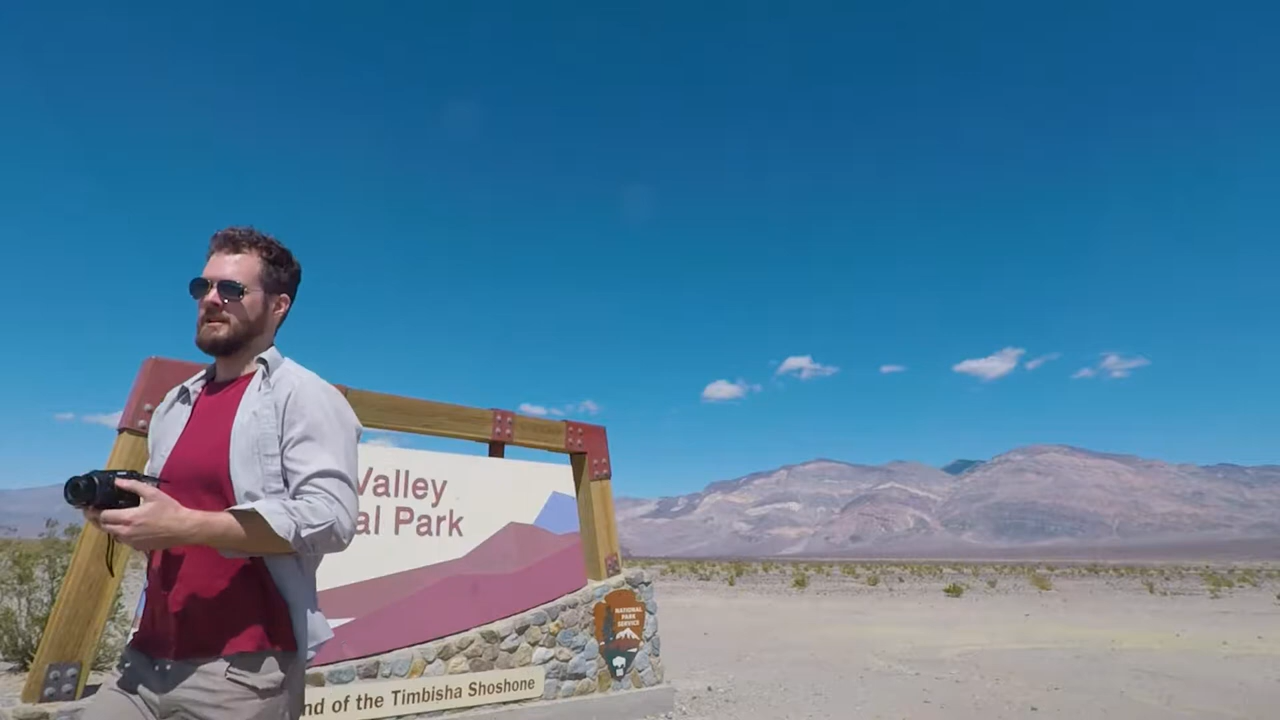 Valley
al Park
NATIONAL
PARK
SERVICE
nd of the Timbisha Shoshone